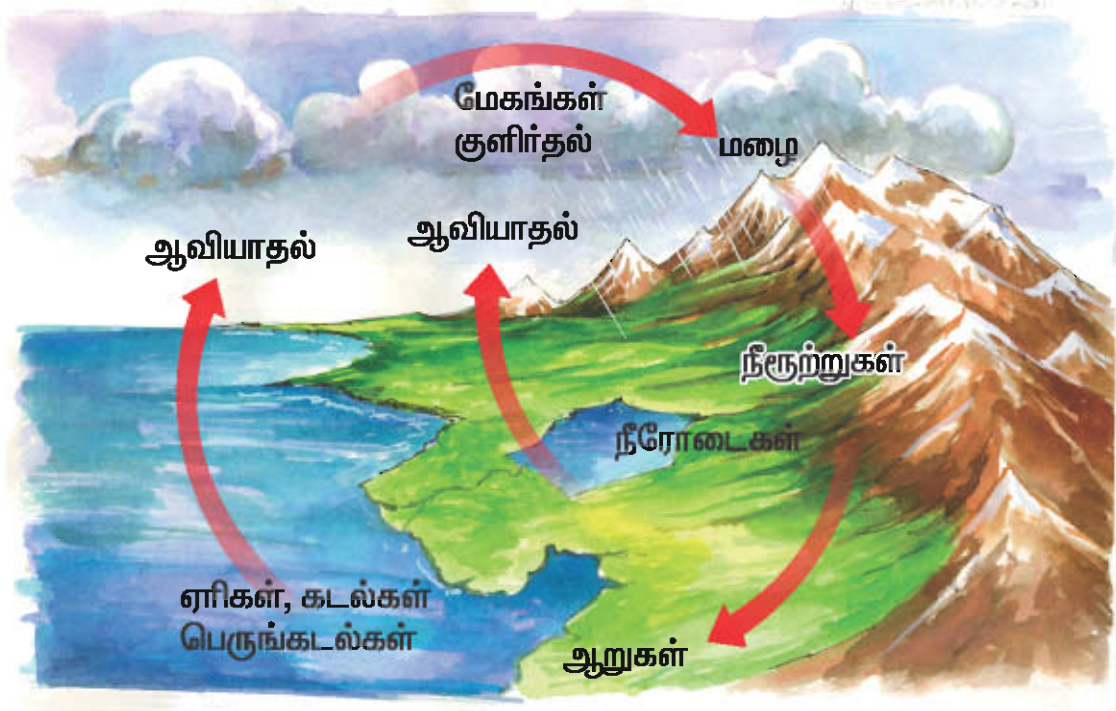 மேகங்கள்
குளிர்தல்
மழை
ஆவியாதல்
ஆவியாதல்
நீரூற்றுகள்
நீரோடைகள்
ஏரிகள், கடல்கள்
பெருங்கடல்கள்
ஆறுகள்